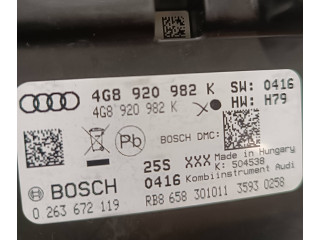 4G8 920 982 K SW: 0416
4G8 920 982 K HW: H79
Pb BOSCH DMC:
25S XXX Made in Hungary
K: 504538
BOSCH 0416 Kombiinstrument Audi
0 263 672 119 RB8 658 301011 3593 0258